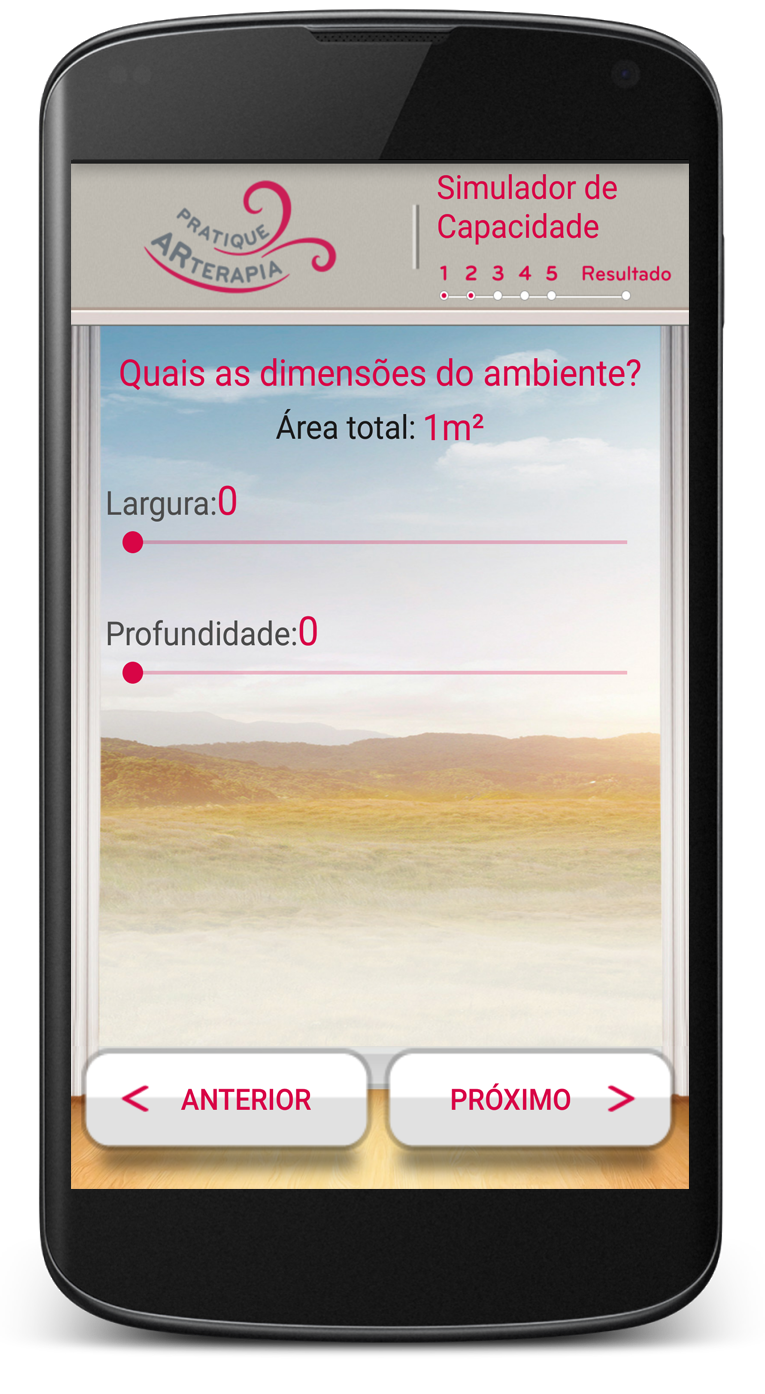 PRATIQUE
ARTERAPIA
Simulador de
Capacidade
1 2 3 4 5 Resultado
Quais as dimensões do ambiente?
Área total: 1m²
Largura:0
Profundidade:0
< ANTERIOR
PRÓXIMO >